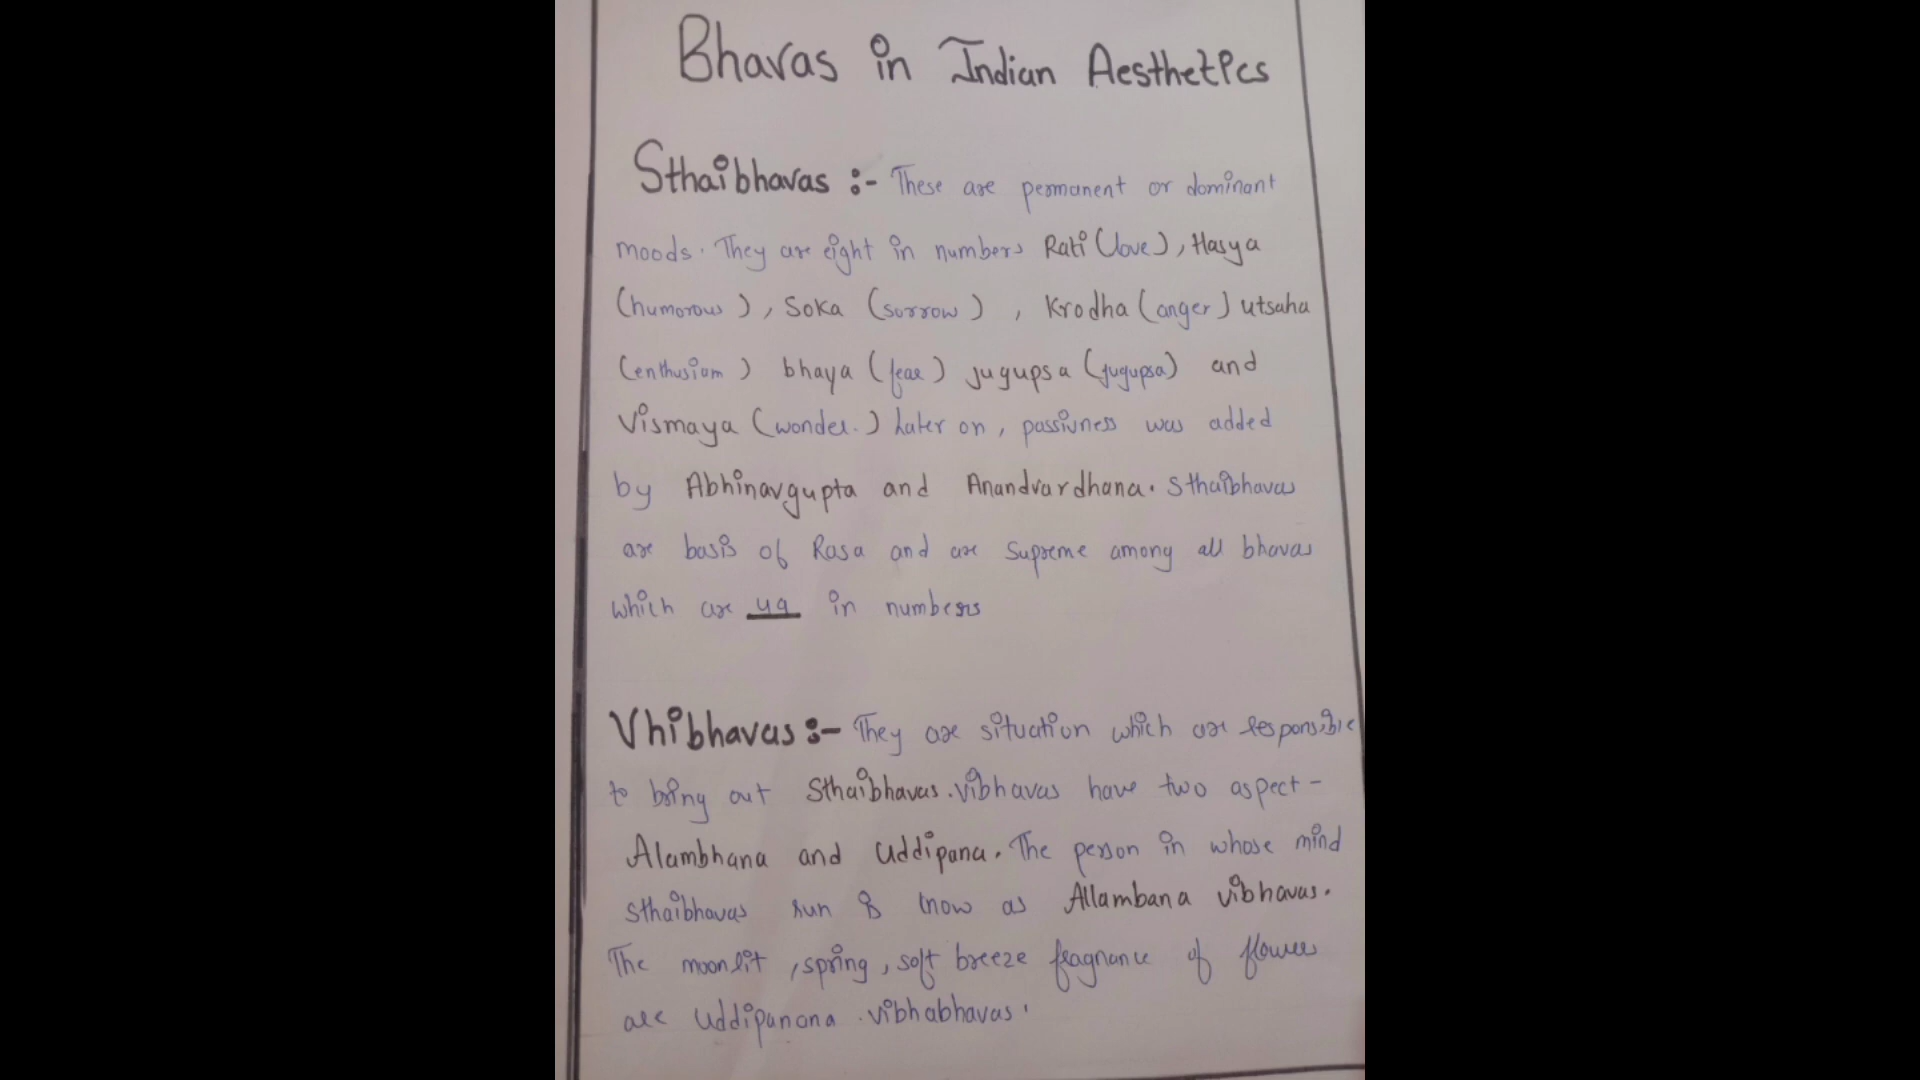 Bhavas in Indian Aesthetics
Sthaibhavas :- These are permanent or dominant
moods. They are eight in numbers Rati (love), Hasya
(humorous), Soka (sorrow) , Krodha (anger) utsaha
(enthusiam) bhaya (fear) jugupsa (jugupsa) and
Vismaya (wonder.) Later on, passivness was added
by Abhinavgupta and Anandvardhana. Sthaibhavas
are basis of Rasa and are Supreme among all bhavas
which are 49 in numbers
Vhibhavas :- They are situation which are responsible
to bring out Sthaibhavas. Vibhavas have two aspect -
Alambhana and Uddipana. The person in whose mind
Sthaibhavas run is know as Allambana vibhavas.
The moonlit , spring, soft breeze fragnance of flowers
are Uddipanana vibhabhavas.